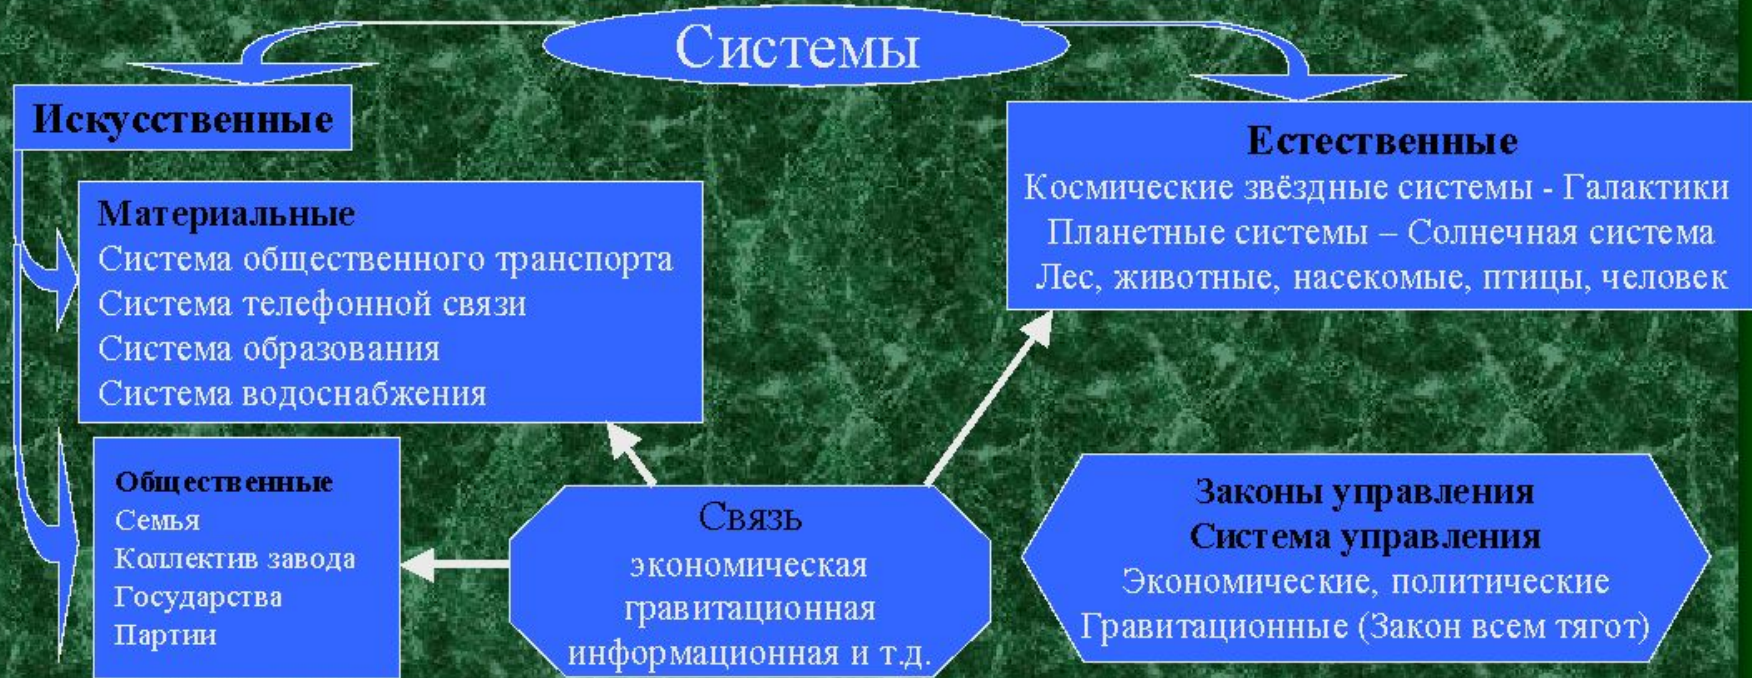 Системы
Искусственные
Материальные
Система общественного транспорта
Система телефонной связи
Система образования
Система водоснабжения
Общественные
Семья
Коллектив завода
Государства
Партии
Связь
экономическая
гравитационная
информационная и т.д.
Естественные
Космические звёздные системы - Галактики
Планетные системы – Солнечная система
Лес, животные, насекомые, птицы, человек
Законы управления
Система управления
Экономические, политические
Гравитационные (Закон всем тягот)